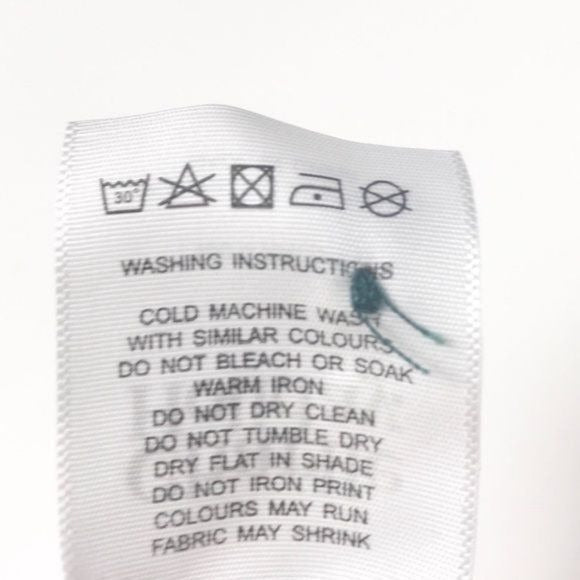 30°
WASHING INSTRUCTIONS
COLD MACHINE WASH
WITH SIMILAR COLOURS
DO NOT BLEACH OR SOAK
WARM IRON
DO NOT DRY CLEAN
DO NOT TUMBLE DRY
DRY FLAT IN SHADE
DO NOT IRON PRINT
COLOURS MAY RUN
FABRIC MAY SHRINK